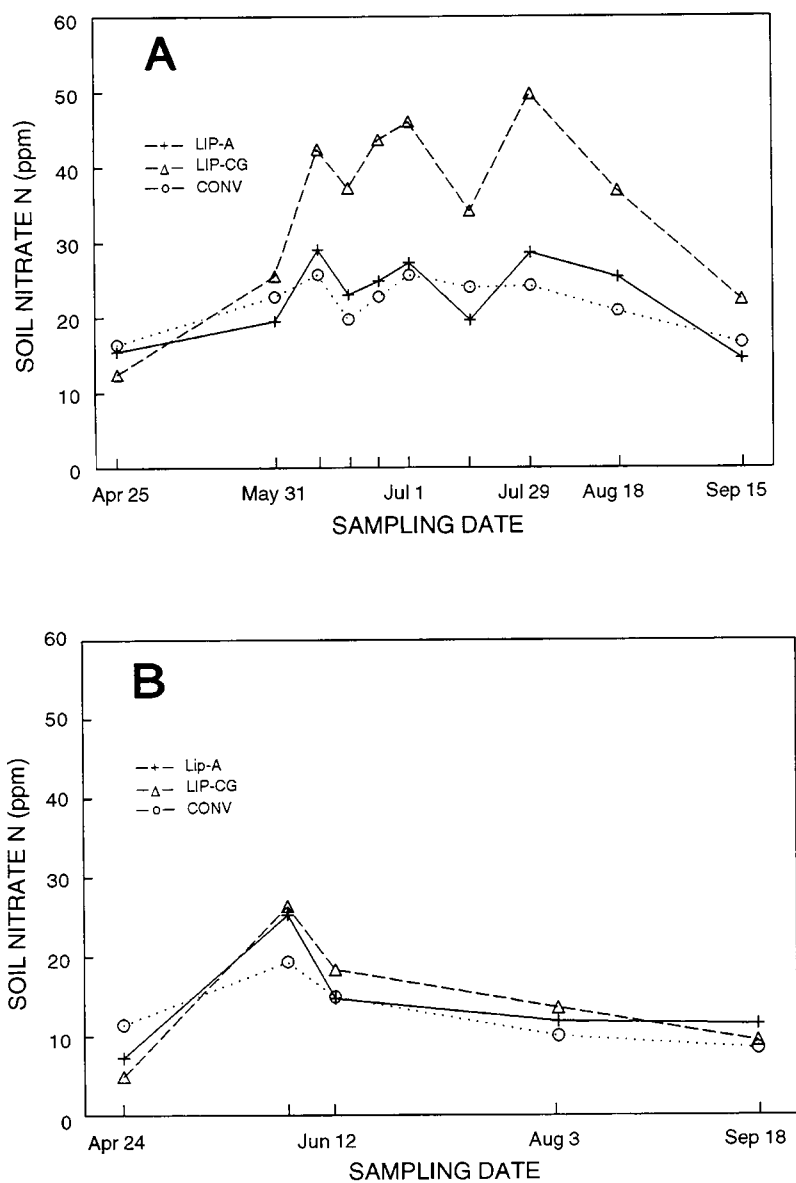 A
60
50
40
30
20
10
0
SOIL NITRATE N (ppm)
LIP-A
LIP-CG
CONV
Apr 25 May 31 Jul 1 Jul 29 Aug 18 Sep 15
SAMPLING DATE
B
60
50
40
30
20
10
0
SOIL NITRATE N (ppm)
Lip-A
LIP-CG
CONV
Apr 24 Jun 12 Aug 3 Sep 18
SAMPLING DATE